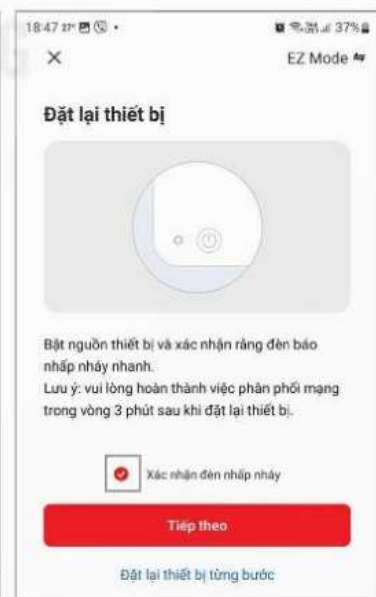 18:47 37%
EZ Mode
Đặt lại thiết bị
Bật nguồn thiết bị và xác nhận rằng đèn báo
nhấp nháy nhanh.
Lưu ý: vui lòng hoàn thành việc phân phối mạng
trong vòng 3 phút sau khi đặt lại thiết bị.
Xác nhận đèn nhấp nháy
Tiếp theo
Đặt lại thiết bị từng bước